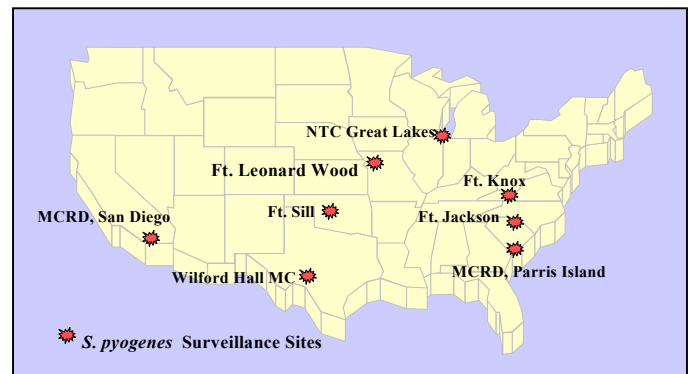 NTC Great Lakes
Ft. Leonard Wood
Ft. Knox
Ft. Sill
Ft. Jackson
MCRD, San Diego
Wilford Hall MC
MCRD, Parris Island
S. pyogenes Surveillance Sites